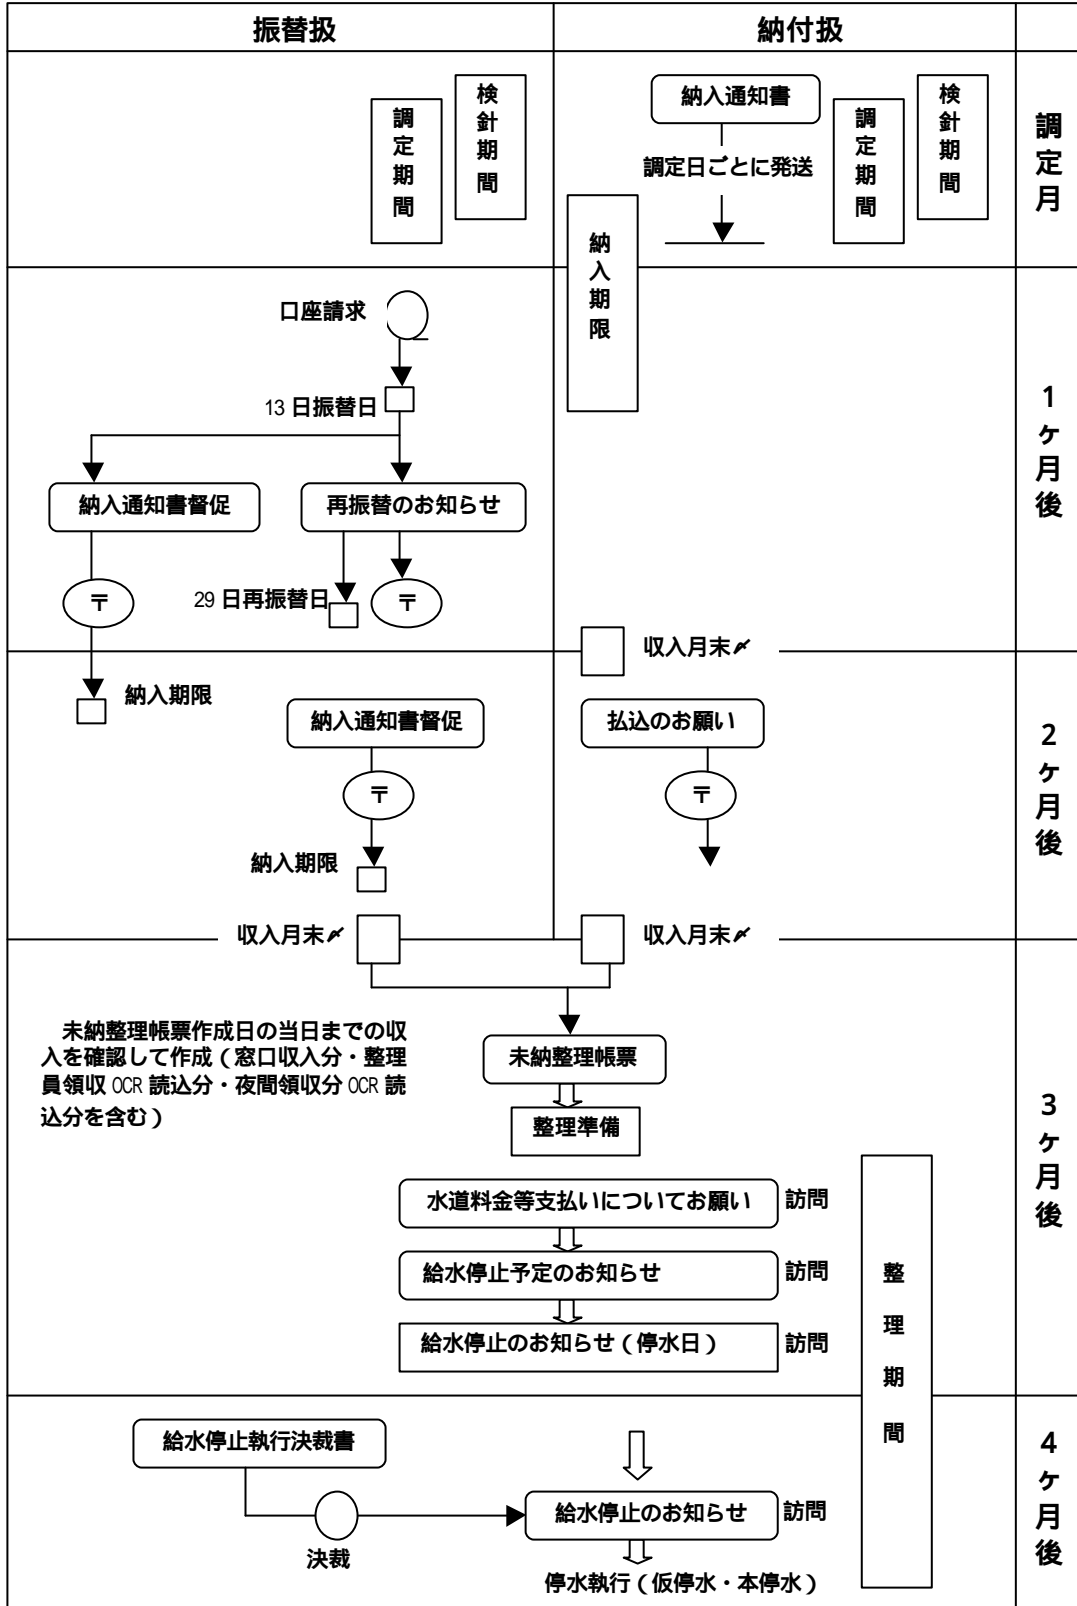 振替扱
納付扱
検針期間
調定期間
納入通知書
調定日ごとに発送
検針期間
調定期間
調定月
納入期限
口座請求
13 日振替日
納入通知書督促
再振替のお知らせ
〒
29 日再振替日
〒
1ヶ月後
収入月末〆
納入期限
納入通知書督促
払込のお願い
〒
〒
納入期限
2ヶ月後
収入月末〆
収入月末〆
未納整理帳票作成日の当日までの収
入を確認して作成（窓口収入分・整理
員領収 OCR 読込分・夜間領収分 OCR 読
込分を含む）
未納整理帳票
整理準備
水道料金等支払いについてお願い
訪問
給水停止予定のお知らせ
訪問
給水停止のお知らせ（停水日）
訪問
整理期間
3ヶ月後
給水停止執行決裁書
給水停止のお知らせ
訪問
決裁
停水執行（仮停水・本停水）
4ヶ月後